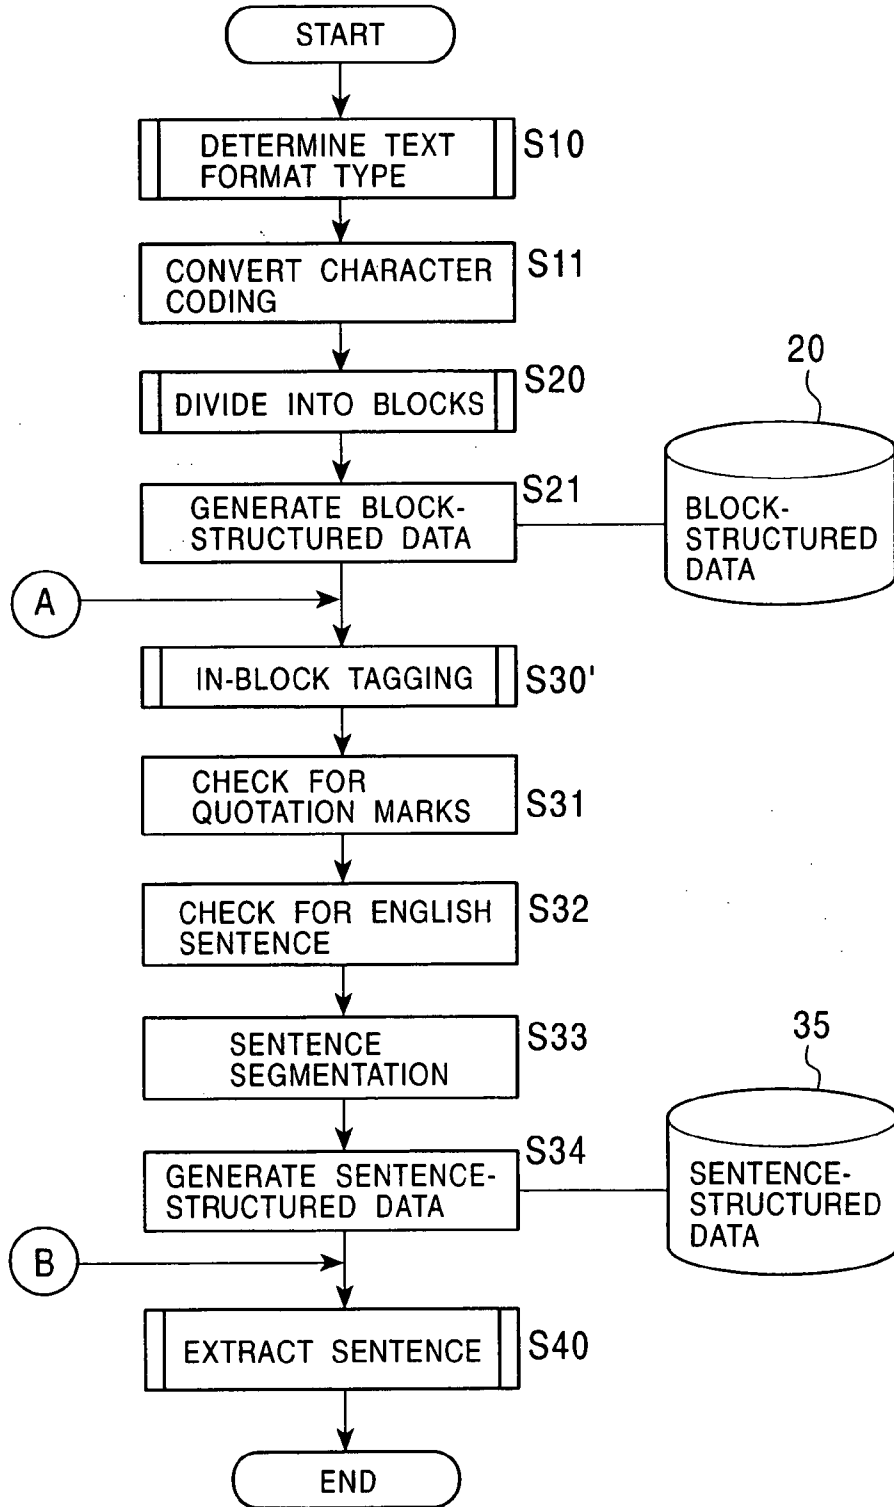 START
DETERMINE TEXT
FORMAT TYPE
S10
CONVERT CHARACTER
CODING
S11
DIVIDE INTO BLOCKS
S20
GENERATE BLOCK-
STRUCTURED DATA
S21
20
BLOCK-
STRUCTURED
DATA
A
IN-BLOCK TAGGING
S30'
CHECK FOR
QUOTATION MARKS
S31
CHECK FOR ENGLISH
SENTENCE
S32
SENTENCE
SEGMENTATION
S33
GENERATE SENTENCE-
STRUCTURED DATA
S34
35
SENTENCE-
STRUCTURED
DATA
B
EXTRACT SENTENCE
S40
END